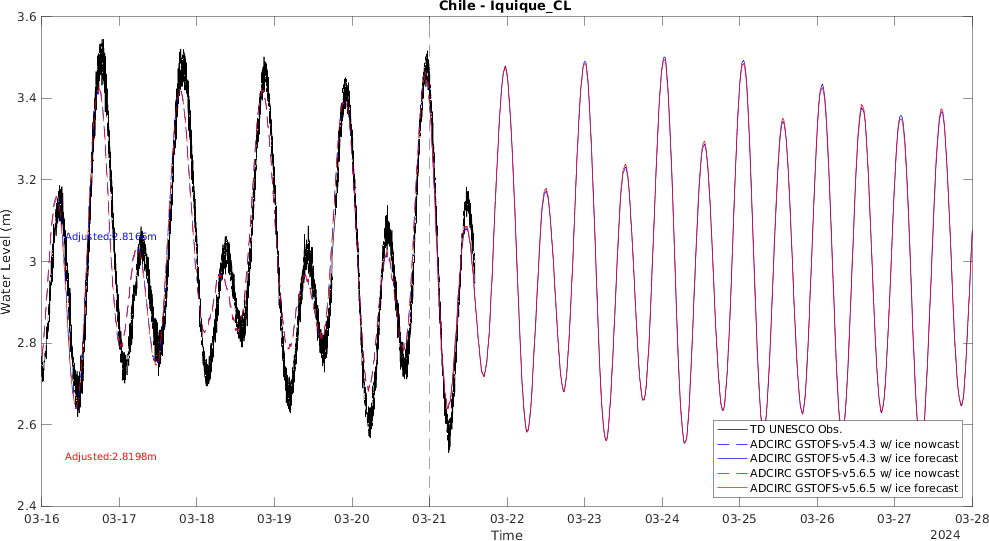 Chile - Iquique_CL
3.6
3.4
3.2
3
2.8
2.6
2.4
Water Level (m)
Adjusted:2.8166m
Adjusted:2.8198m
TD UNESCO Obs.
ADCIRC GSTOFS-v5.4.3 w/ ice nowcast
ADCIRC GSTOFS-v5.4.3 w/ ice forecast
ADCIRC GSTOFS-v5.6.5 w/ ice nowcast
ADCIRC GSTOFS-v5.6.5 w/ ice forecast
03-16 03-17 03-18 03-19 03-20 03-21 03-22 03-23 03-24 03-25 03-26 03-27 03-28
Time
2024